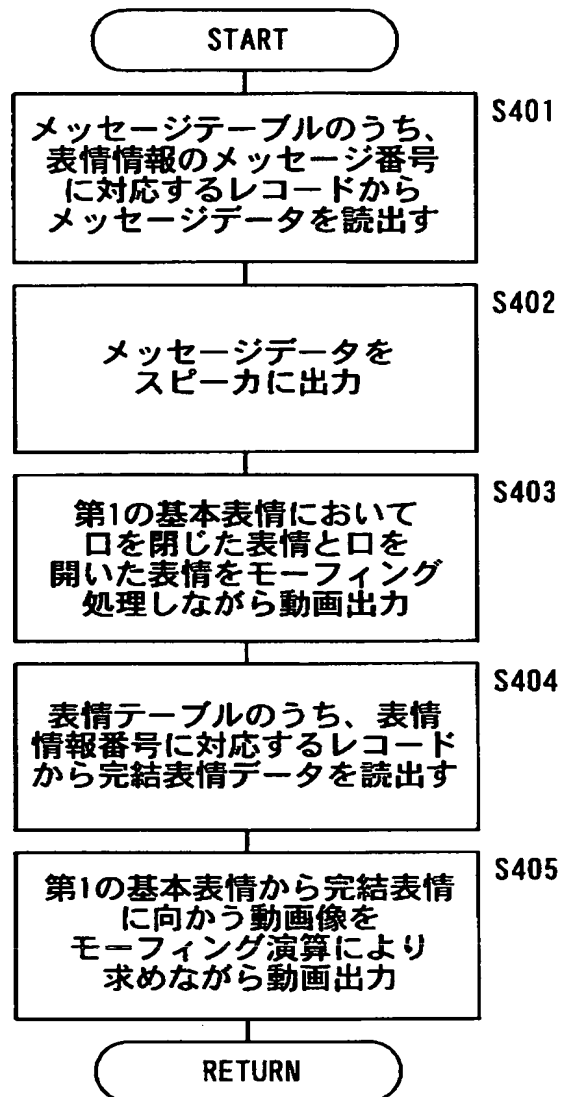 START
S401
メッセージテーブルのうち、
表情情報のメッセージ番号
に対応するレコードから
メッセージデータを読出す
S402
メッセージデータを
スピーカに出力
S403
第1の基本表情において
口を閉じた表情と口を
開いた表情をモーフィング
処理しながら動画出力
S404
表情テーブルのうち、表情
情報番号に対応するレコード
から完結表情データを読出す
S405
第1の基本表情から完結表情
に向かう動画像を
モーフィング演算により
求めながら動画出力
RETURN